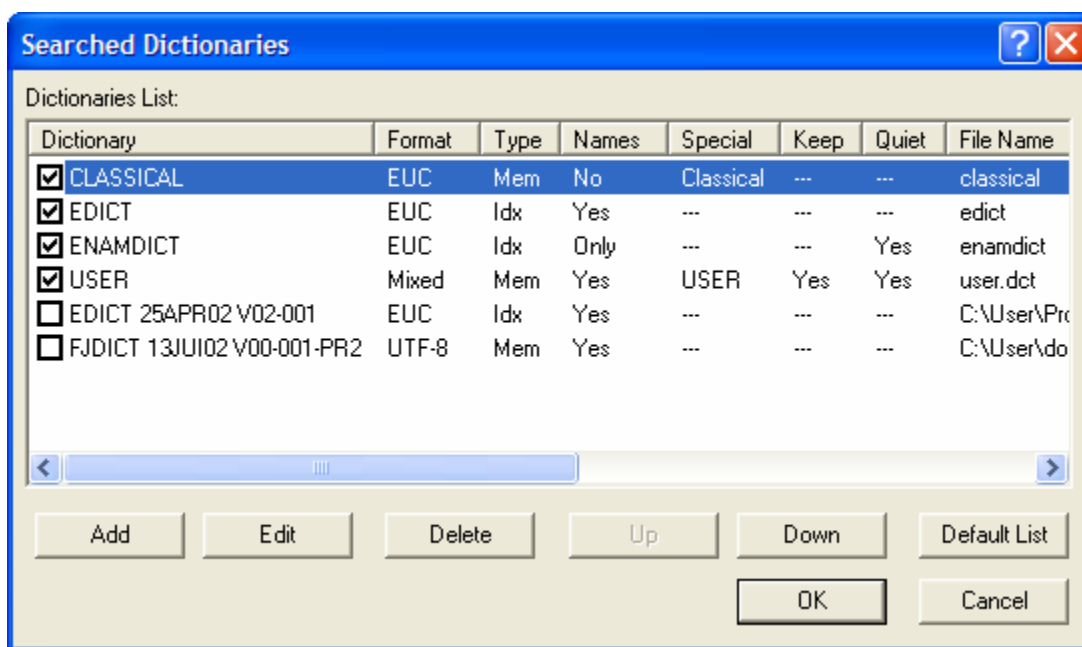 Searched Dictionaries
Dictionaries List:
Dictionary Format Type Names Special Keep Quiet File Name
CLASSICAL EUC Mem No Classical --- --- classical
EDICT EUC Idx Yes --- --- --- edict
ENAMDICT EUC Idx Only --- --- Yes enamdict
USER Mixed Mem Yes USER Yes Yes user.dct
EDICT 25APR02 V02-001 EUC Idx Yes --- --- --- C:\User\Pro
FJDICT 13JUI02 V00-001-PR2 UTF-8 Mem Yes --- --- --- C:\User\do
Add Edit Delete Up Down Default List
OK Cancel